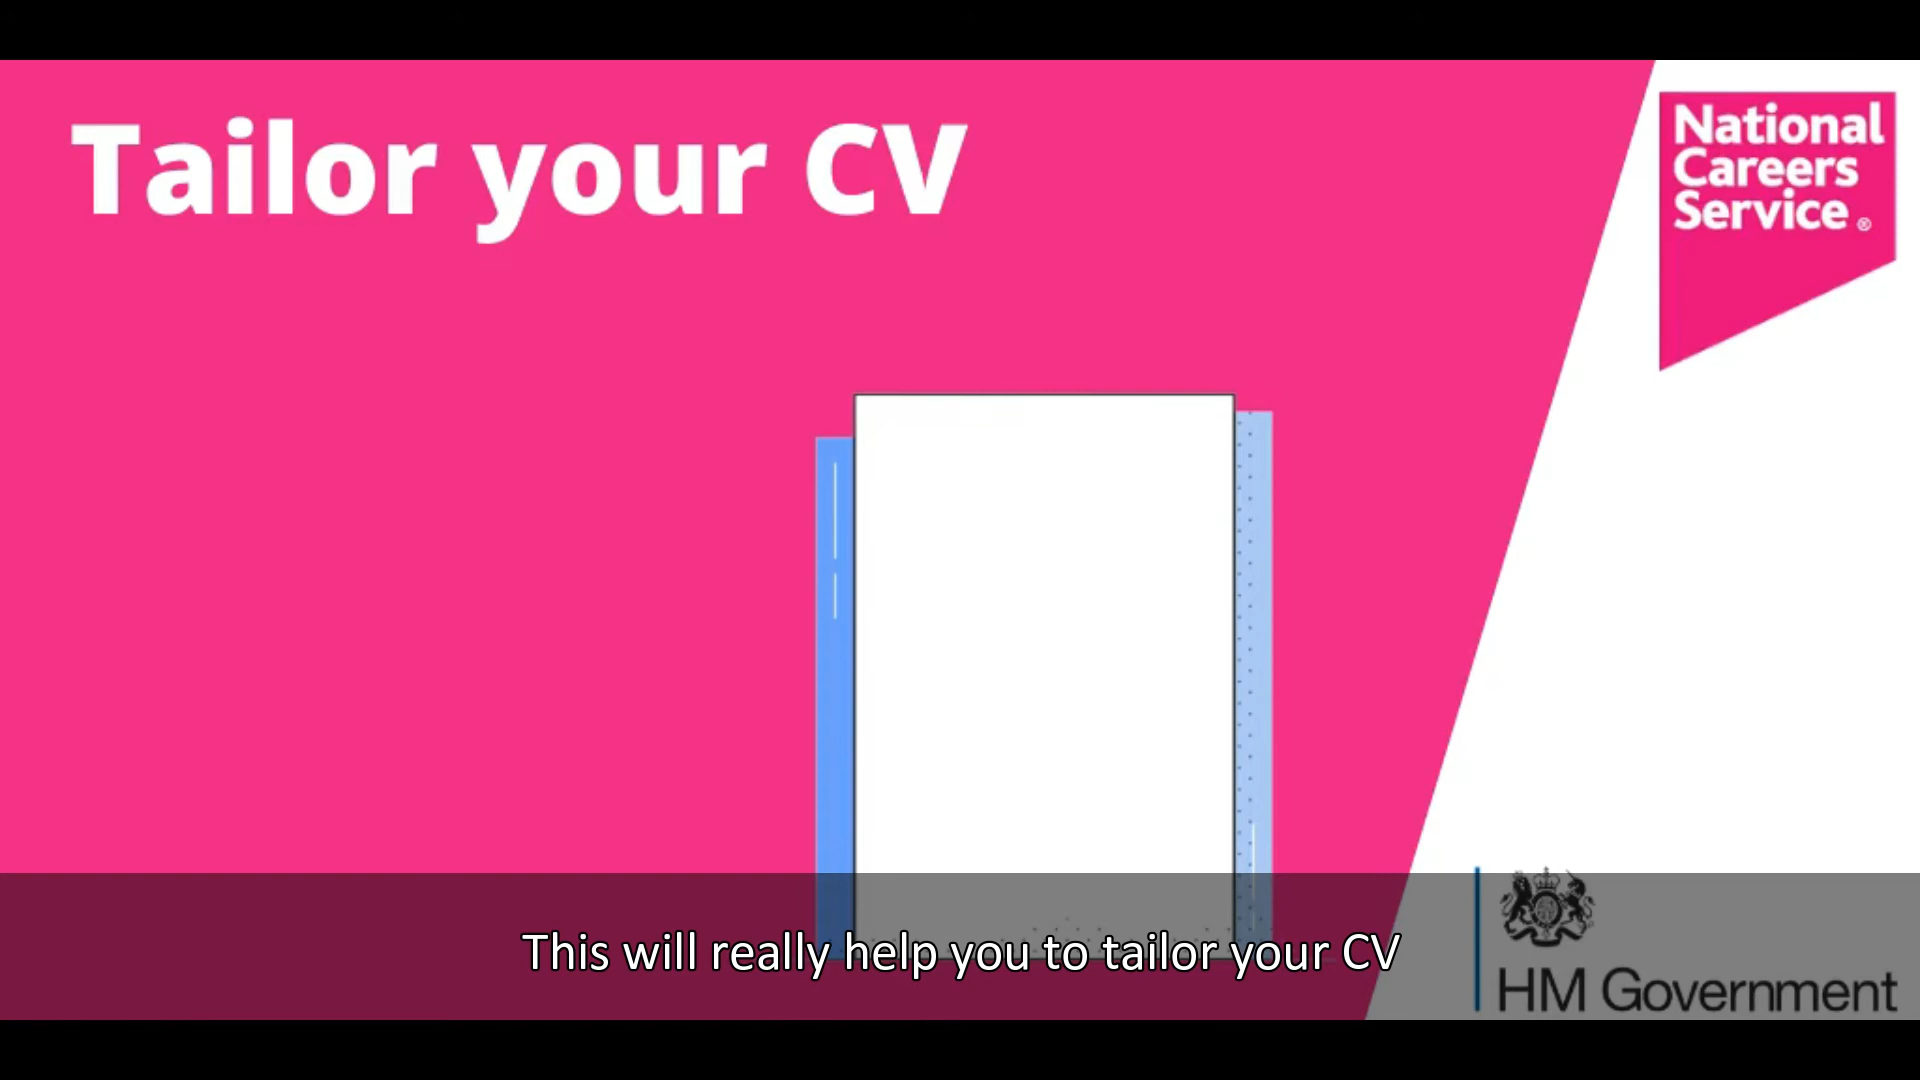 Tailor your CV
National
Careers
Service ®
This will really help you to tailor your CV
HM Government